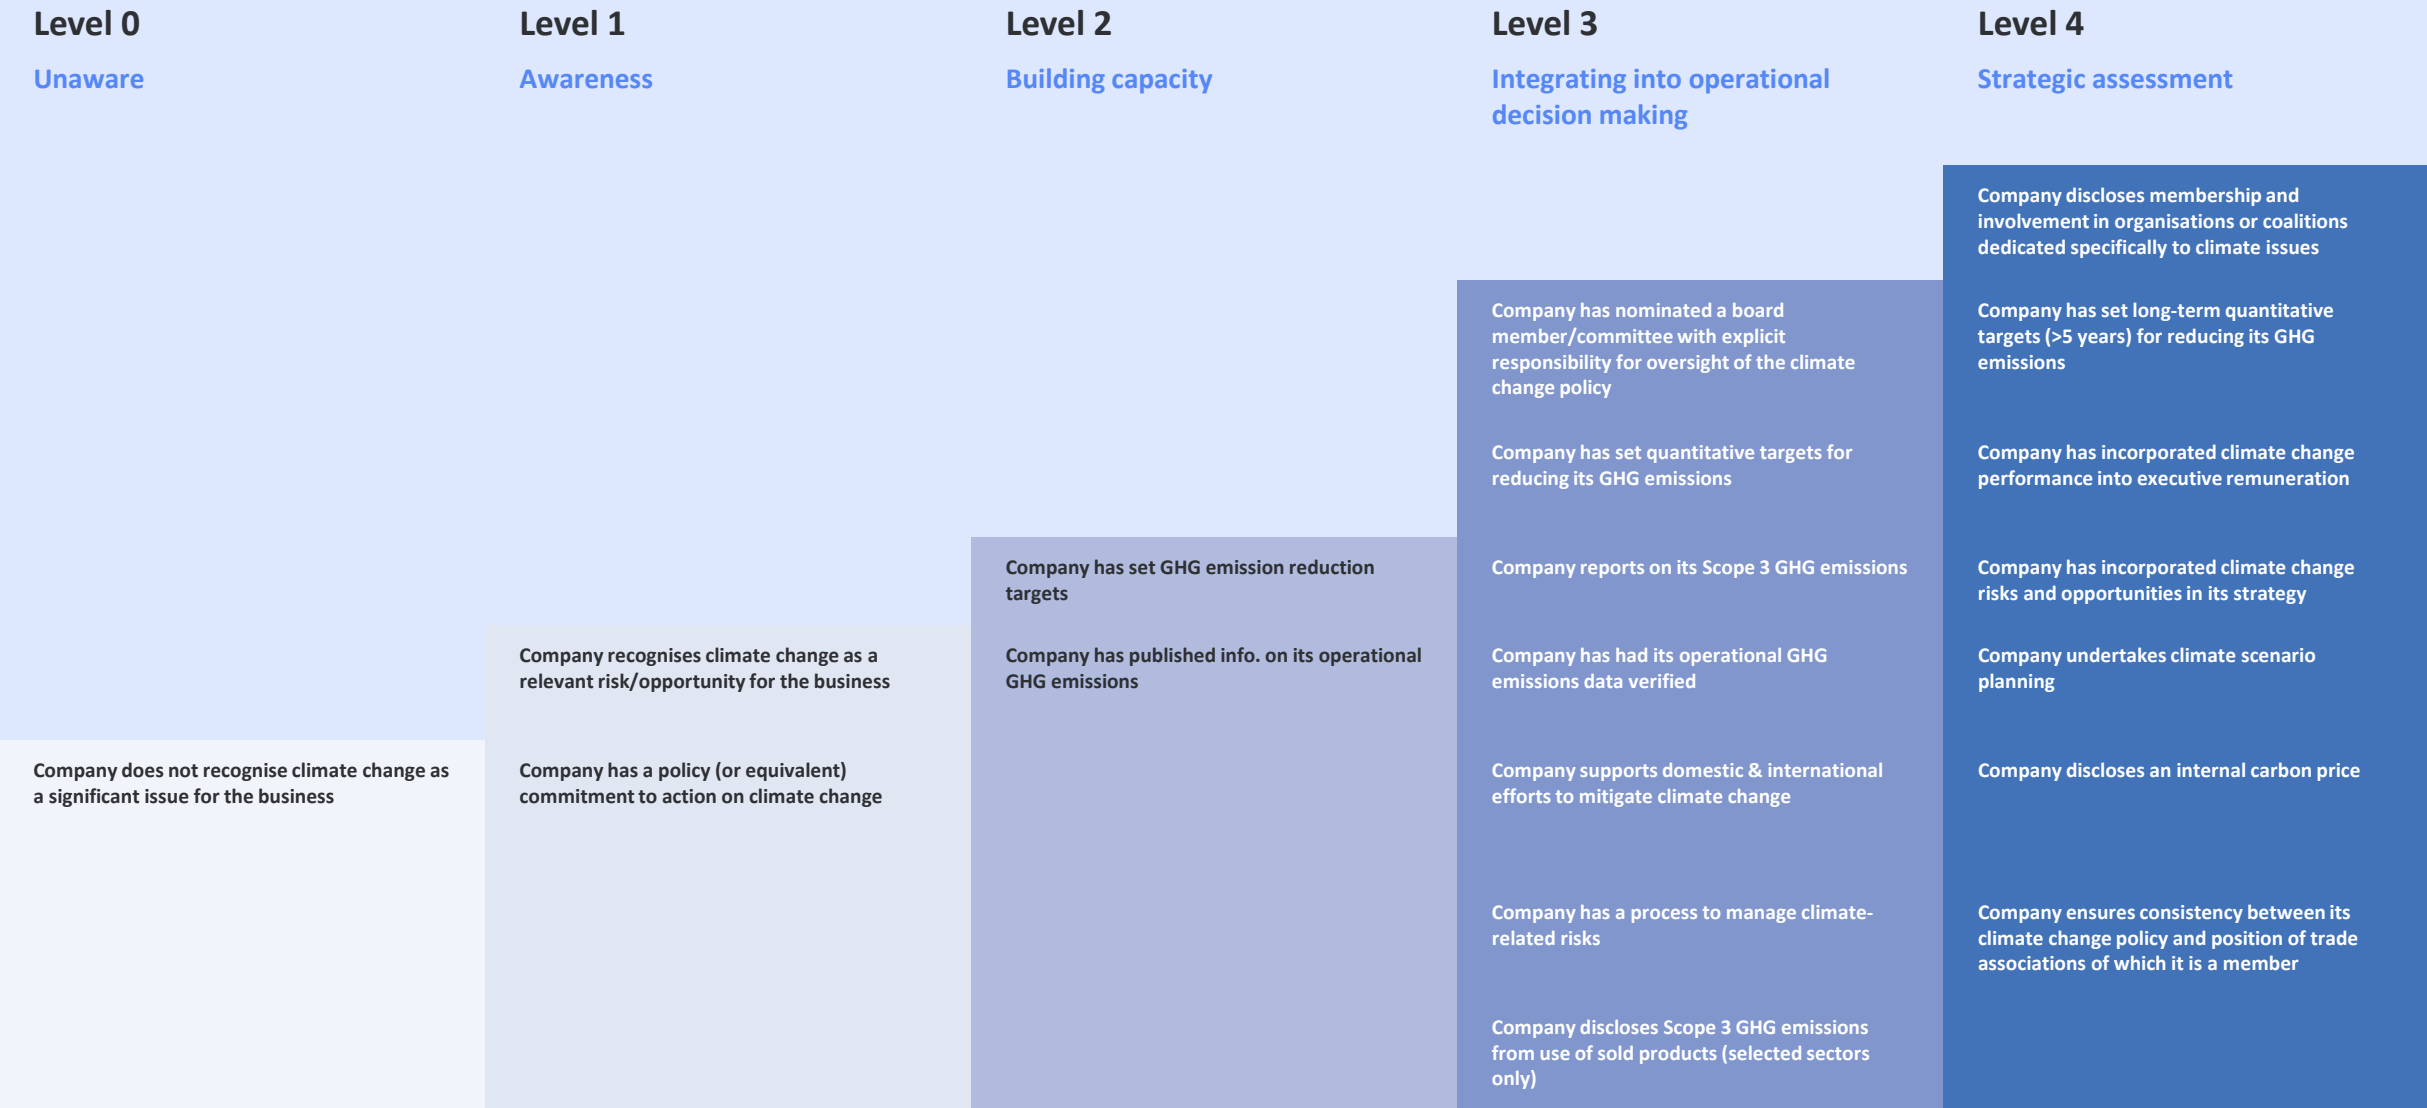 Level 0
Unaware
Company does not recognise climate change as
a significant issue for the business
Level 1
Awareness
Company recognises climate change as a
relevant risk/opportunity for the business
Company has a policy (or equivalent)
commitment to action on climate change
Level 2
Building capacity
Company has set GHG emission reduction
targets
Company has published info. on its operational
GHG emissions
Level 3
Integrating into operational
decision making
Company has nominated a board
member/committee with explicit
responsibility for oversight of the climate
change policy
Company has set quantitative targets for
reducing its GHG emissions
Company reports on its Scope 3 GHG emissions
Company has had its operational GHG
emissions data verified
Company supports domestic & international
efforts to mitigate climate change
Company has a process to manage climate-
related risks
Company discloses Scope 3 GHG emissions
from use of sold products (selected sectors
only)
Level 4
Strategic assessment
Company discloses membership and
involvement in organisations or coalitions
dedicated specifically to climate issues
Company has set long-term quantitative
targets (>5 years) for reducing its GHG
emissions
Company has incorporated climate change
performance into executive remuneration
Company has incorporated climate change
risks and opportunities in its strategy
Company undertakes climate scenario
planning
Company discloses an internal carbon price
Company ensures consistency between its
climate change policy and position of trade
associations of which it is a member